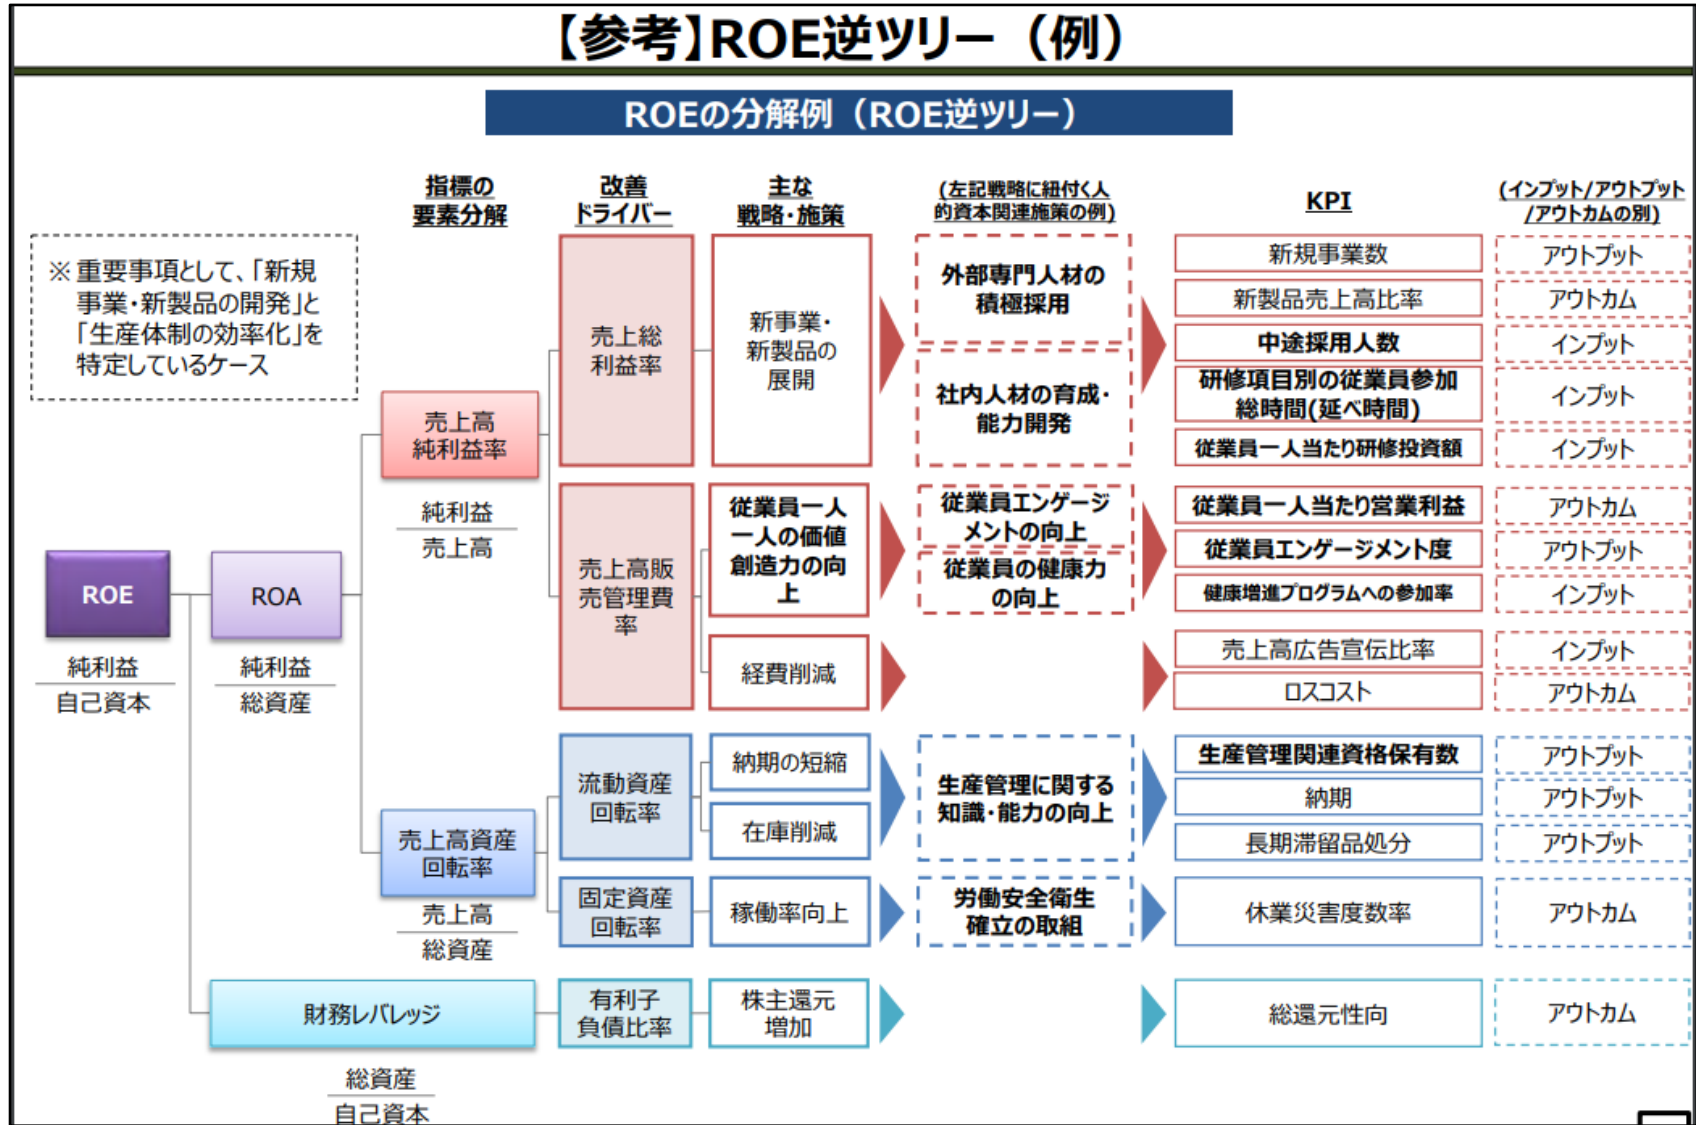 【参考】ROE逆ツリー（例）
ROEの分解例（ROE逆ツリー）
指標の
要素分解
改善
ドライバー
主な
戦略・施策
(左記戦略に紐付く人
的資本関連施策の例)
KPI
(インプット/アウトプット
/アウトカムの別)
※ 重要事項として、「新規
事業・新製品の開発」と
「生産体制の効率化」を
特定しているケース
ROE
純利益
自己資本
ROA
純利益
総資産
売上高
純利益率
純利益
売上高
売上総
利益率
新事業・
新製品の
展開
外部専門人材の
積極採用
社内人材の育成・
能力開発
新規事業数
アウトプット
新製品売上高比率
アウトカム
中途採用人数
インプット
研修項目別の従業員参加
総時間(延べ時間)
インプット
従業員一人当たり研修投資額
インプット
売上高販
売管理費
率
従業員一人
一人の価値
創造力の向
上
従業員エンゲージ
メントの向上
従業員の健康力
の向上
従業員一人当たり営業利益
アウトカム
従業員エンゲージメント度
アウトプット
健康増進プログラムへの参加率
インプット
経費削減
売上高広告宣伝比率
インプット
ロスコスト
アウトカム
売上高資産
回転率
売上高
総資産
流動資産
回転率
納期の短縮
在庫削減
生産管理に関する
知識・能力の向上
生産管理関連資格保有数
アウトプット
納期
アウトプット
長期滞留品処分
アウトプット
固定資産
回転率
稼働率向上
労働安全衛生
確立の取組
休業災害度数率
アウトカム
財務レバレッジ
総資産
自己資本
有利子
負債比率
株主還元
増加
総還元性向
アウトカム